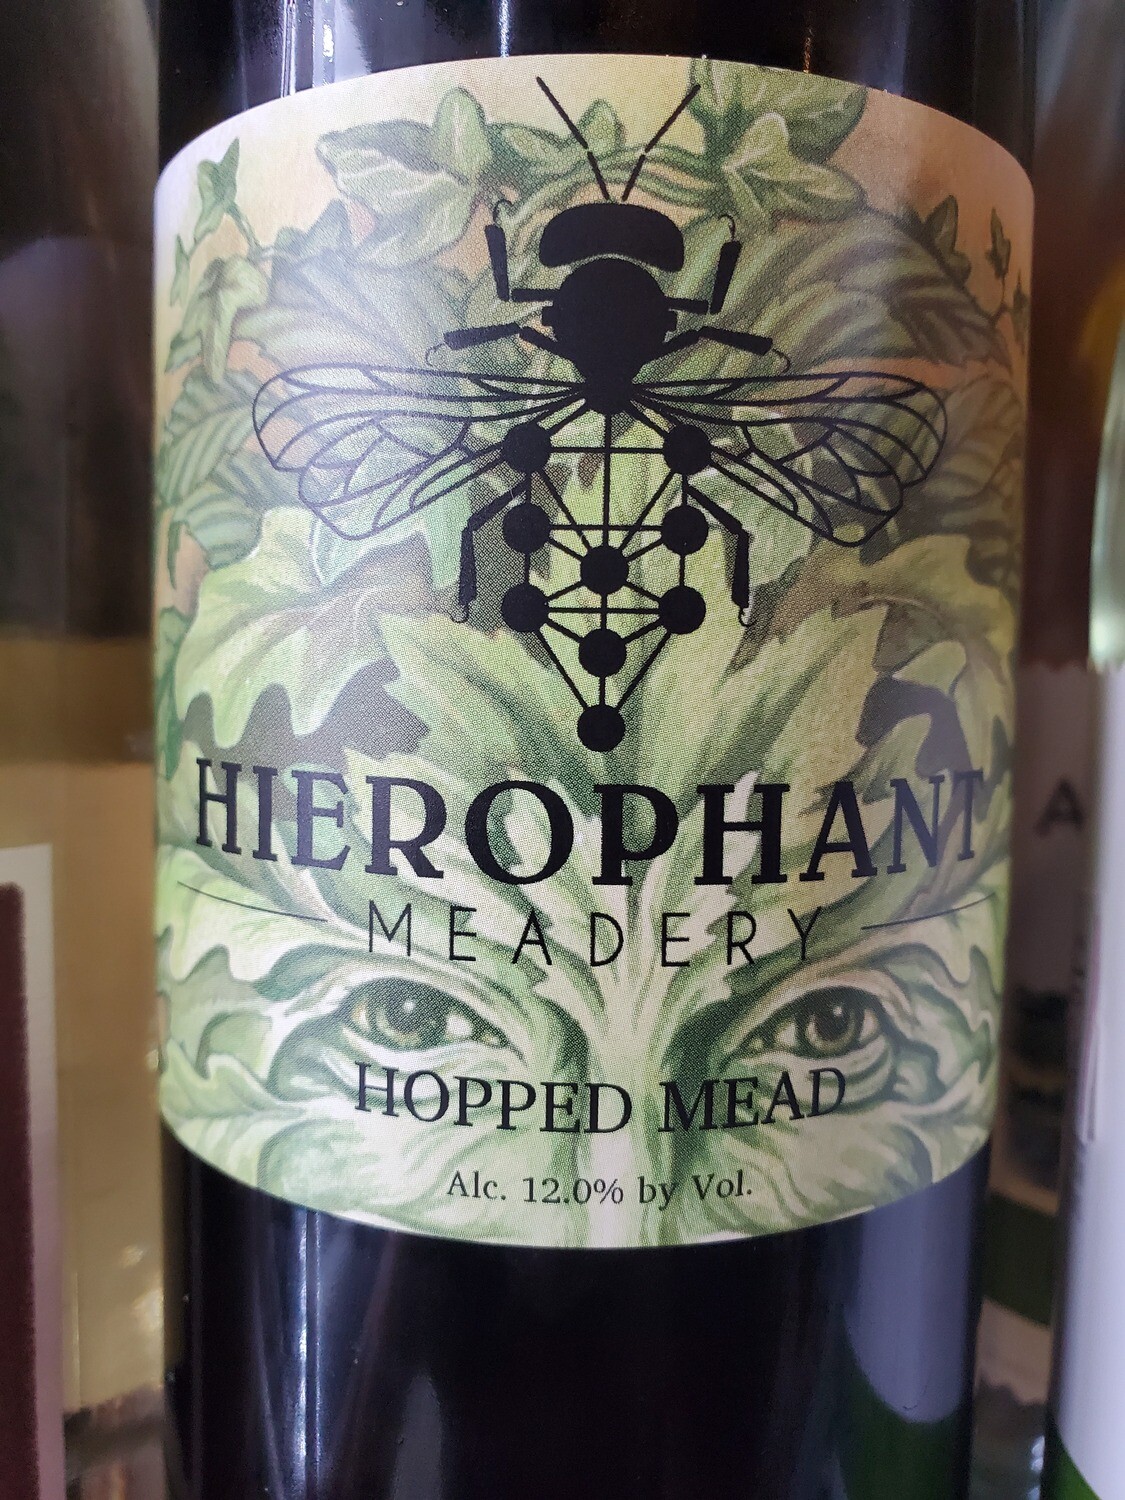 HIEROPHANT
MEADERY
HOPPED MEAD
Alc. 12.0% by Vol.
A